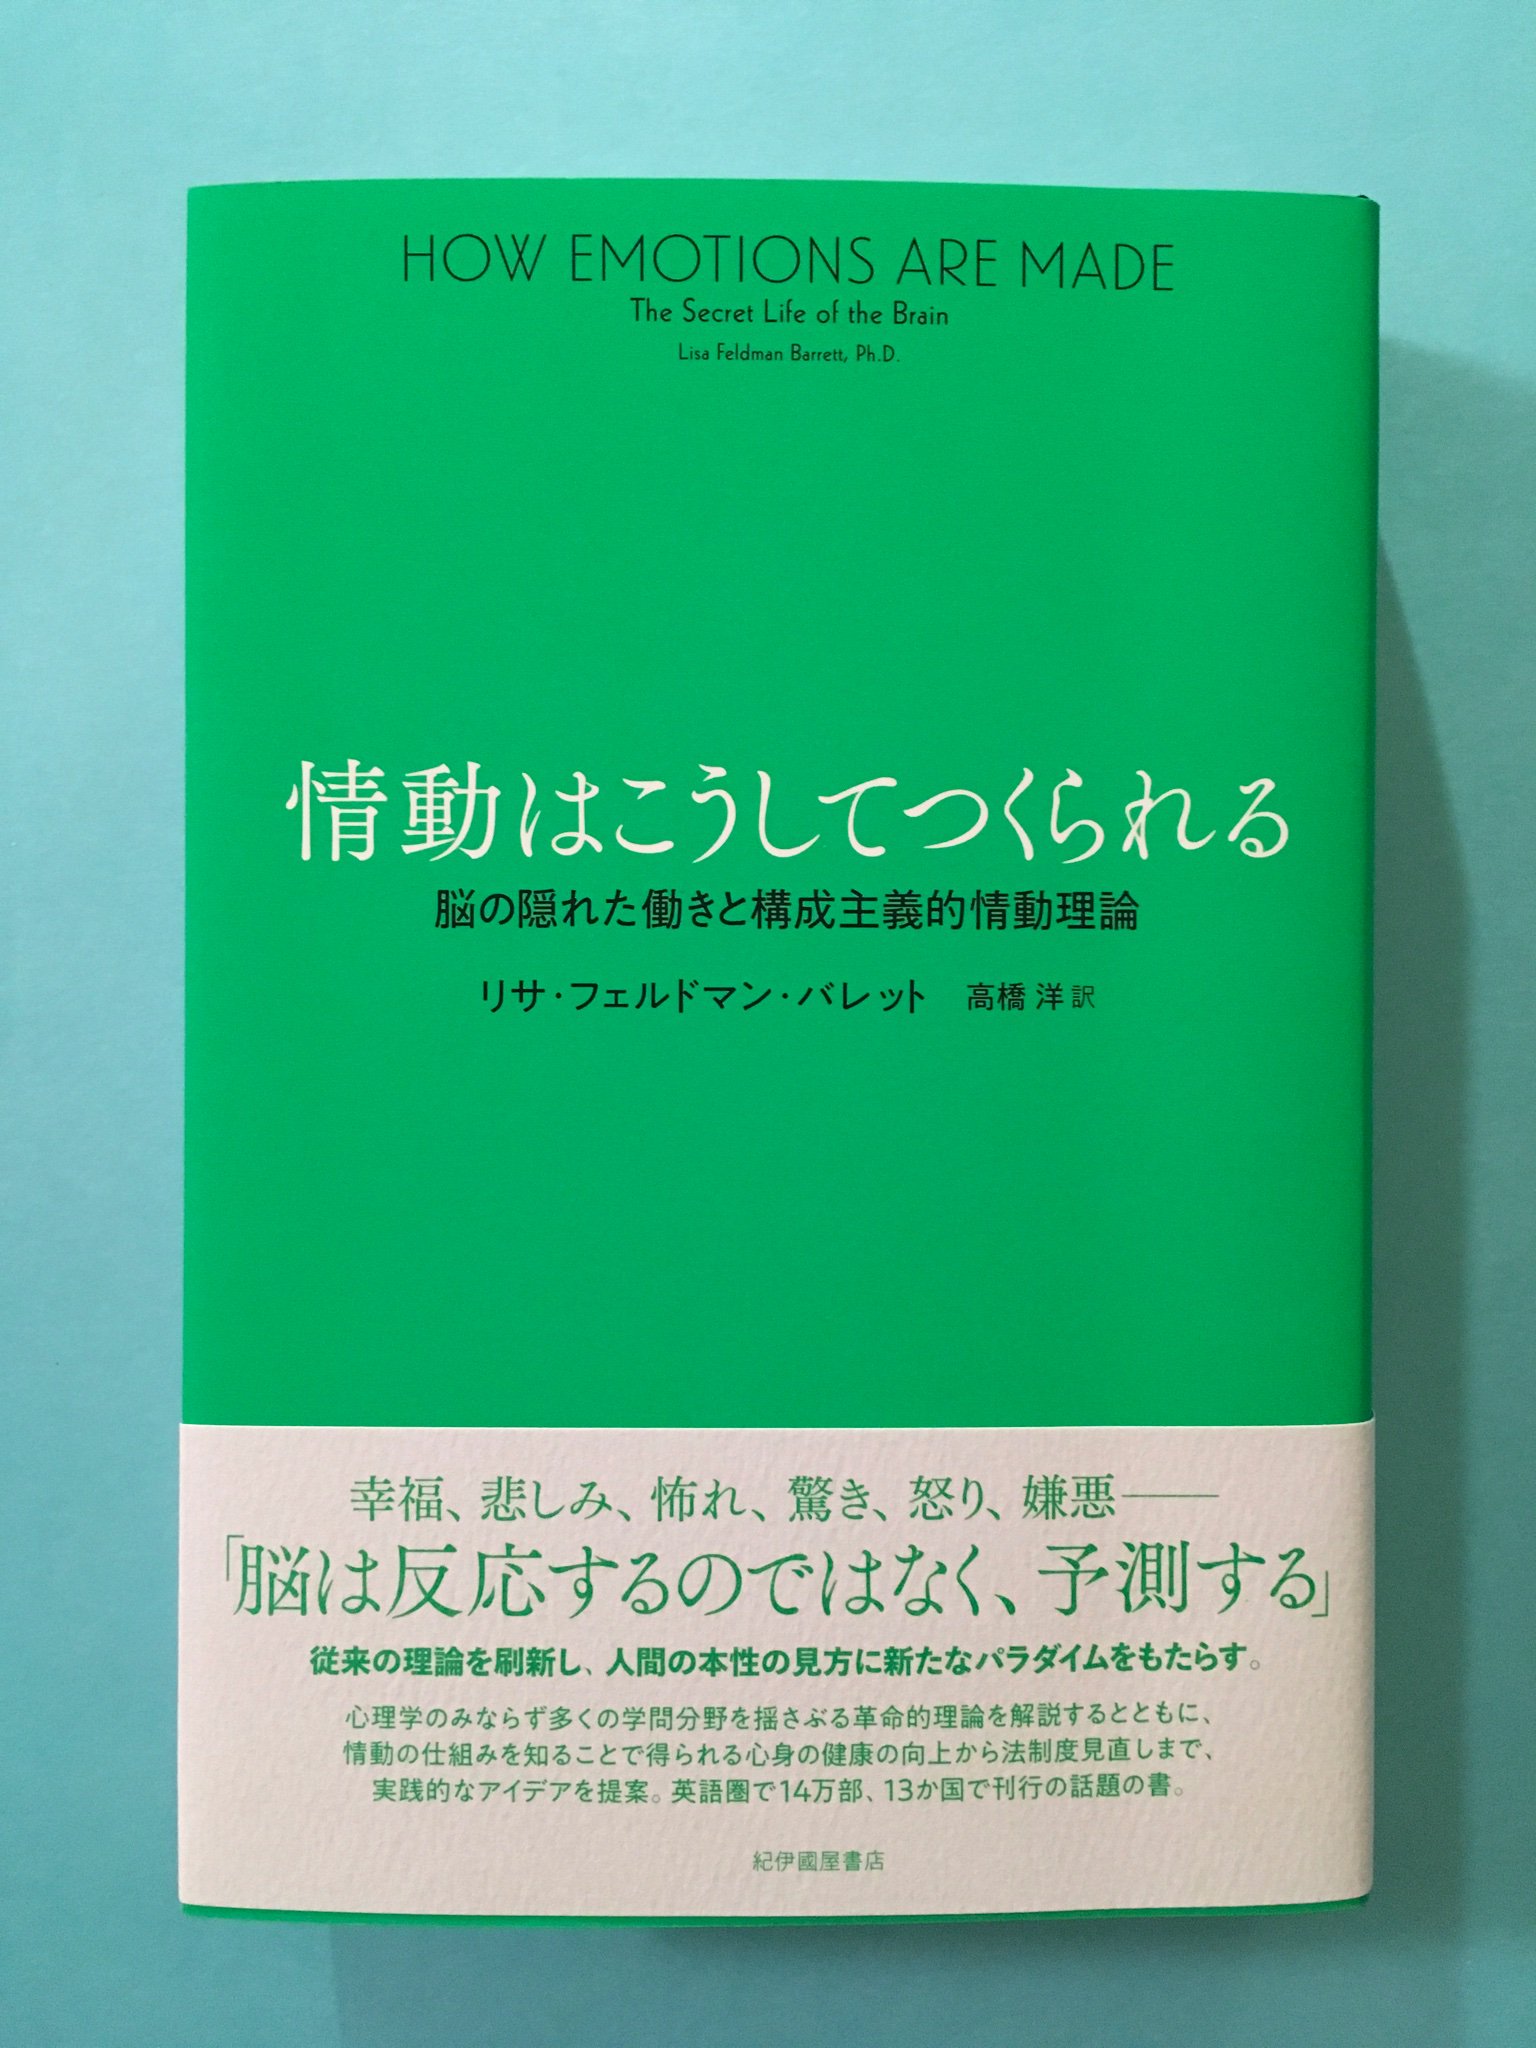 HOW EMOTIONS ARE MADE
The Secret Life of the Brain
Lisa Feldman Barrett, Ph.D.
情動はこうしてつくられる
脳の隠れた働きと構成主義的情動理論
リサ・フェルドマン・バレット 高橋 洋 訳
幸福、悲しみ、怖れ、驚き、怒り、嫌悪──
「脳は反応するのではなく、予測する」
従来の理論を刷新し、人間の本性の見方に新たなパラダイムをもたらす。
心理学のみならず多くの学問分野を揺さぶる革命的理論を解説するとともに、
情動の仕組みを知ることで得られる心身の健康の向上から法制度見直しまで、
実践的なアイデアを提案。英語圏で14万部、13か国で刊行の話題の書。
紀伊國屋書店